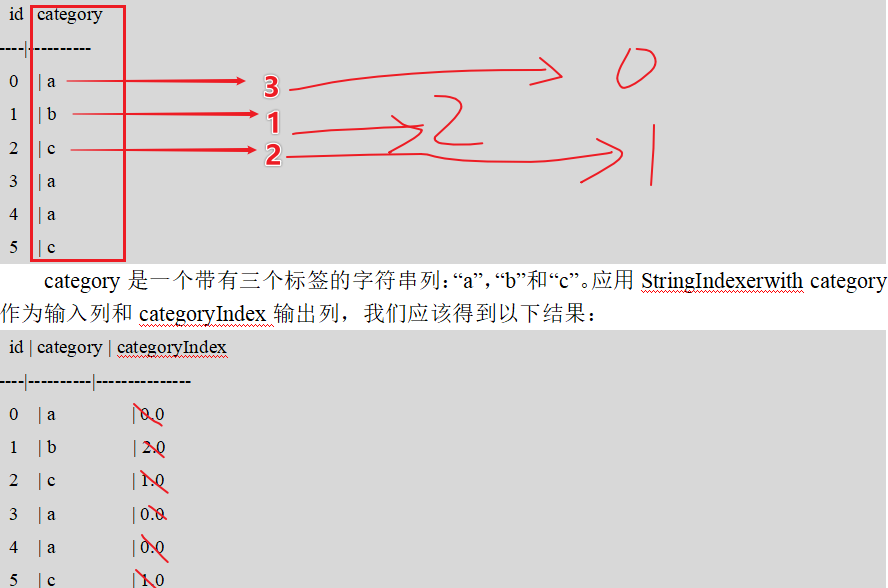 id category
----|----------
0 | a 3 0
1 | b 1 2
2 | c 2 1
3 | a
4 | a
5 | c
category 是一个带有三个标签的字符串列：“a”，“b”和“c”。应用 StringIndexerwith category
作为输入列和 categoryIndex 输出列，我们应该得到以下结果：
id | category | categoryIndex
----|----------|---------------
0 | a | 0.0
1 | b | 2.0
2 | c | 1.0
3 | a | 0.0
4 | a | 0.0
5 | c | 1.0